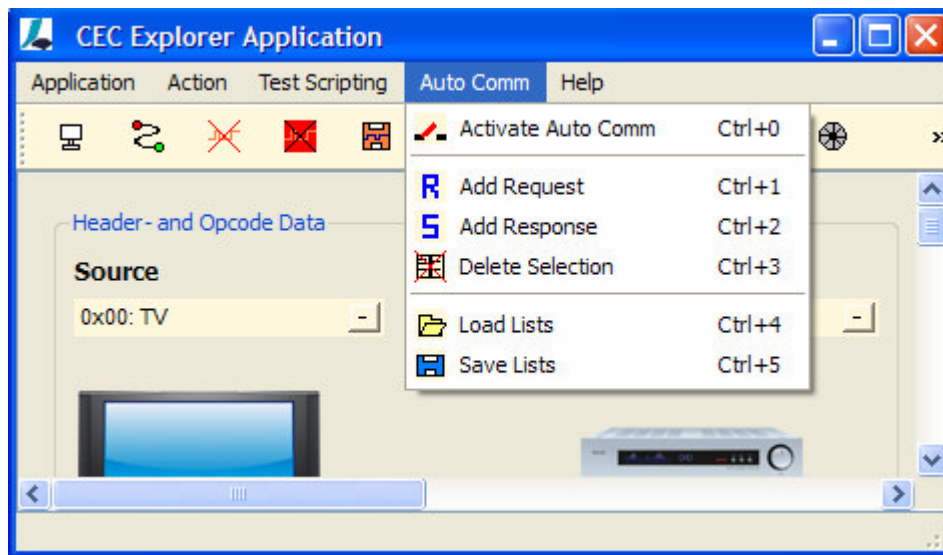 CEC Explorer Application
Application Action Test Scripting Auto Comm Help
Activate Auto Comm Ctrl+0
Add Request Ctrl+1
Add Response Ctrl+2
Delete Selection Ctrl+3
Load Lists Ctrl+4
Save Lists Ctrl+5
Header- and Opcode Data
Source
0x00: TV